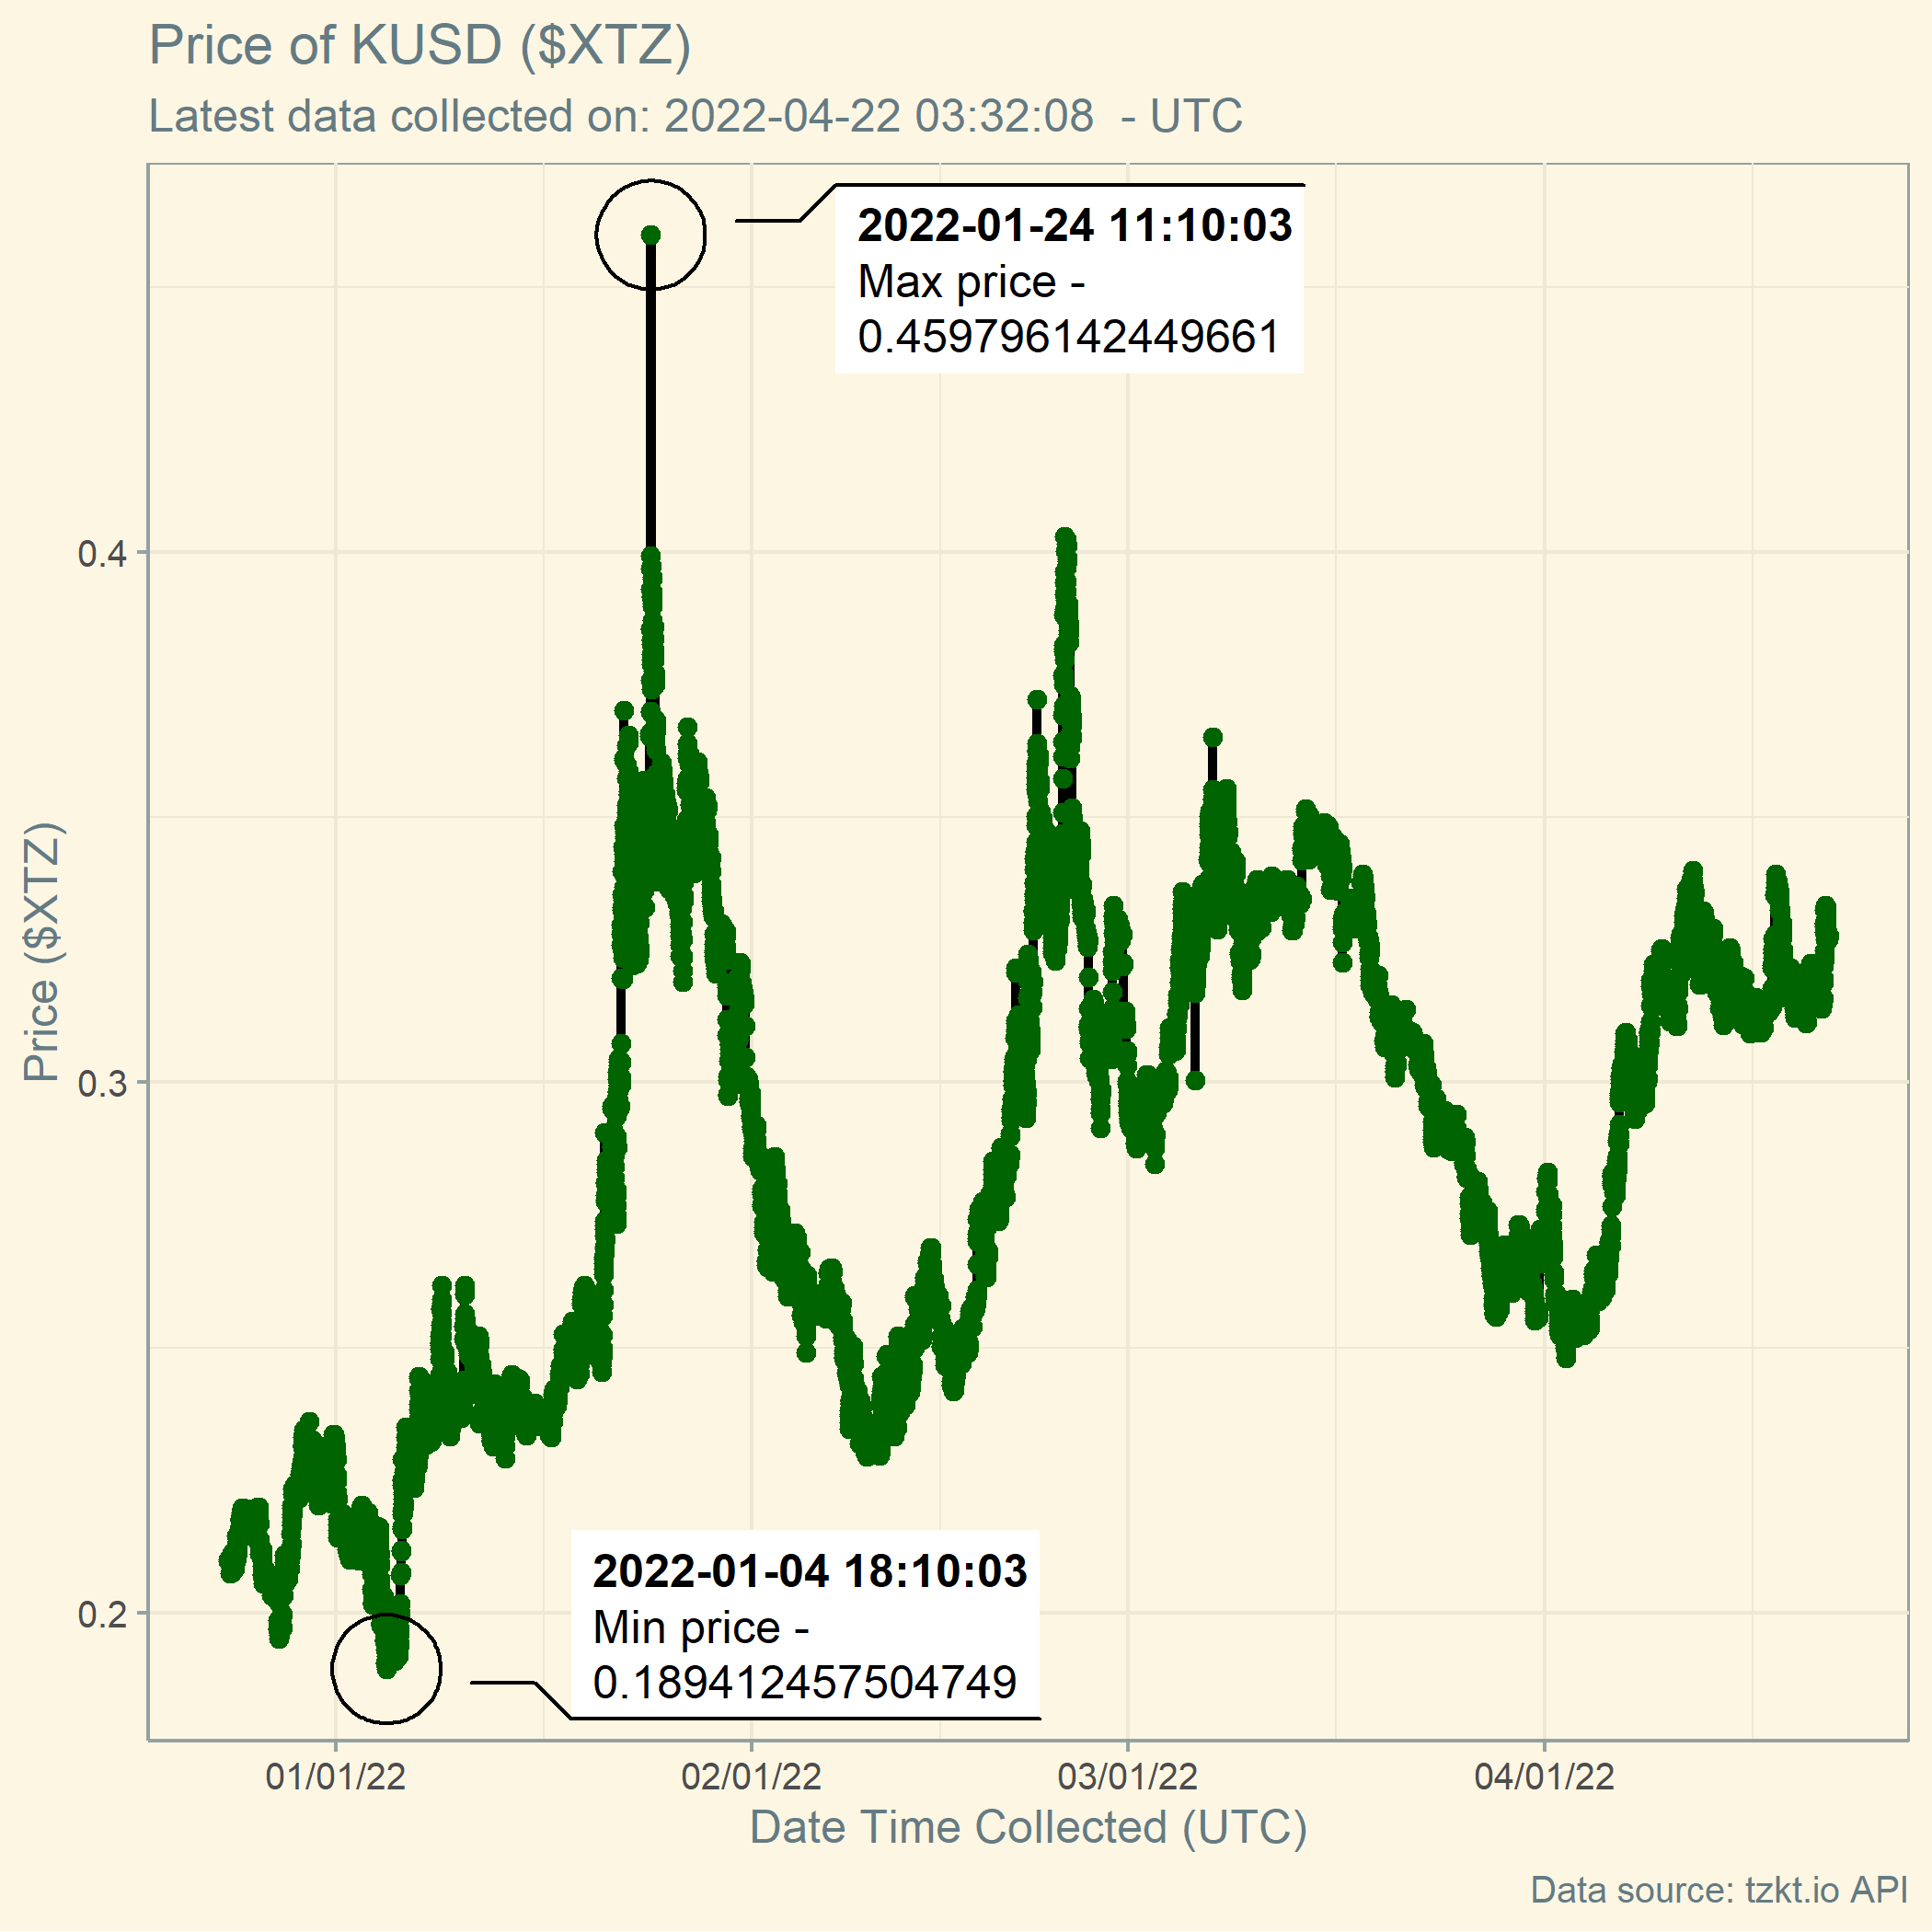 Price of KUSD ($XTZ)
Latest data collected on: 2022-04-22 03:32:08  - UTC
2022-01-24 11:10:03
Max price -
0.459796142449661
0.4
0.3
0.2
Price ($XTZ)
2022-01-04 18:10:03
Min price -
0.189412457504749
01/01/22
02/01/22
03/01/22
04/01/22
Date Time Collected (UTC)
Data source: tzkt.io API